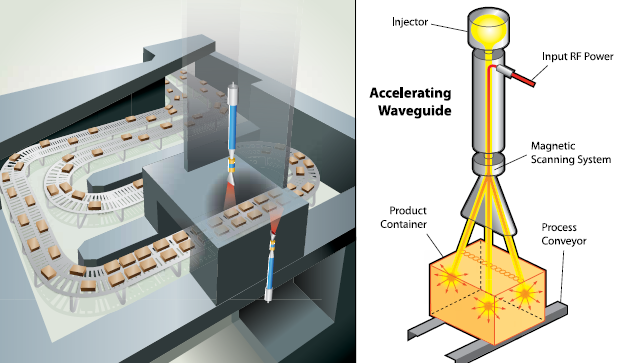 Injector
Input RF Power
Accelerating
Waveguide
Magnetic
Scanning System
Product
Container
Process
Conveyor